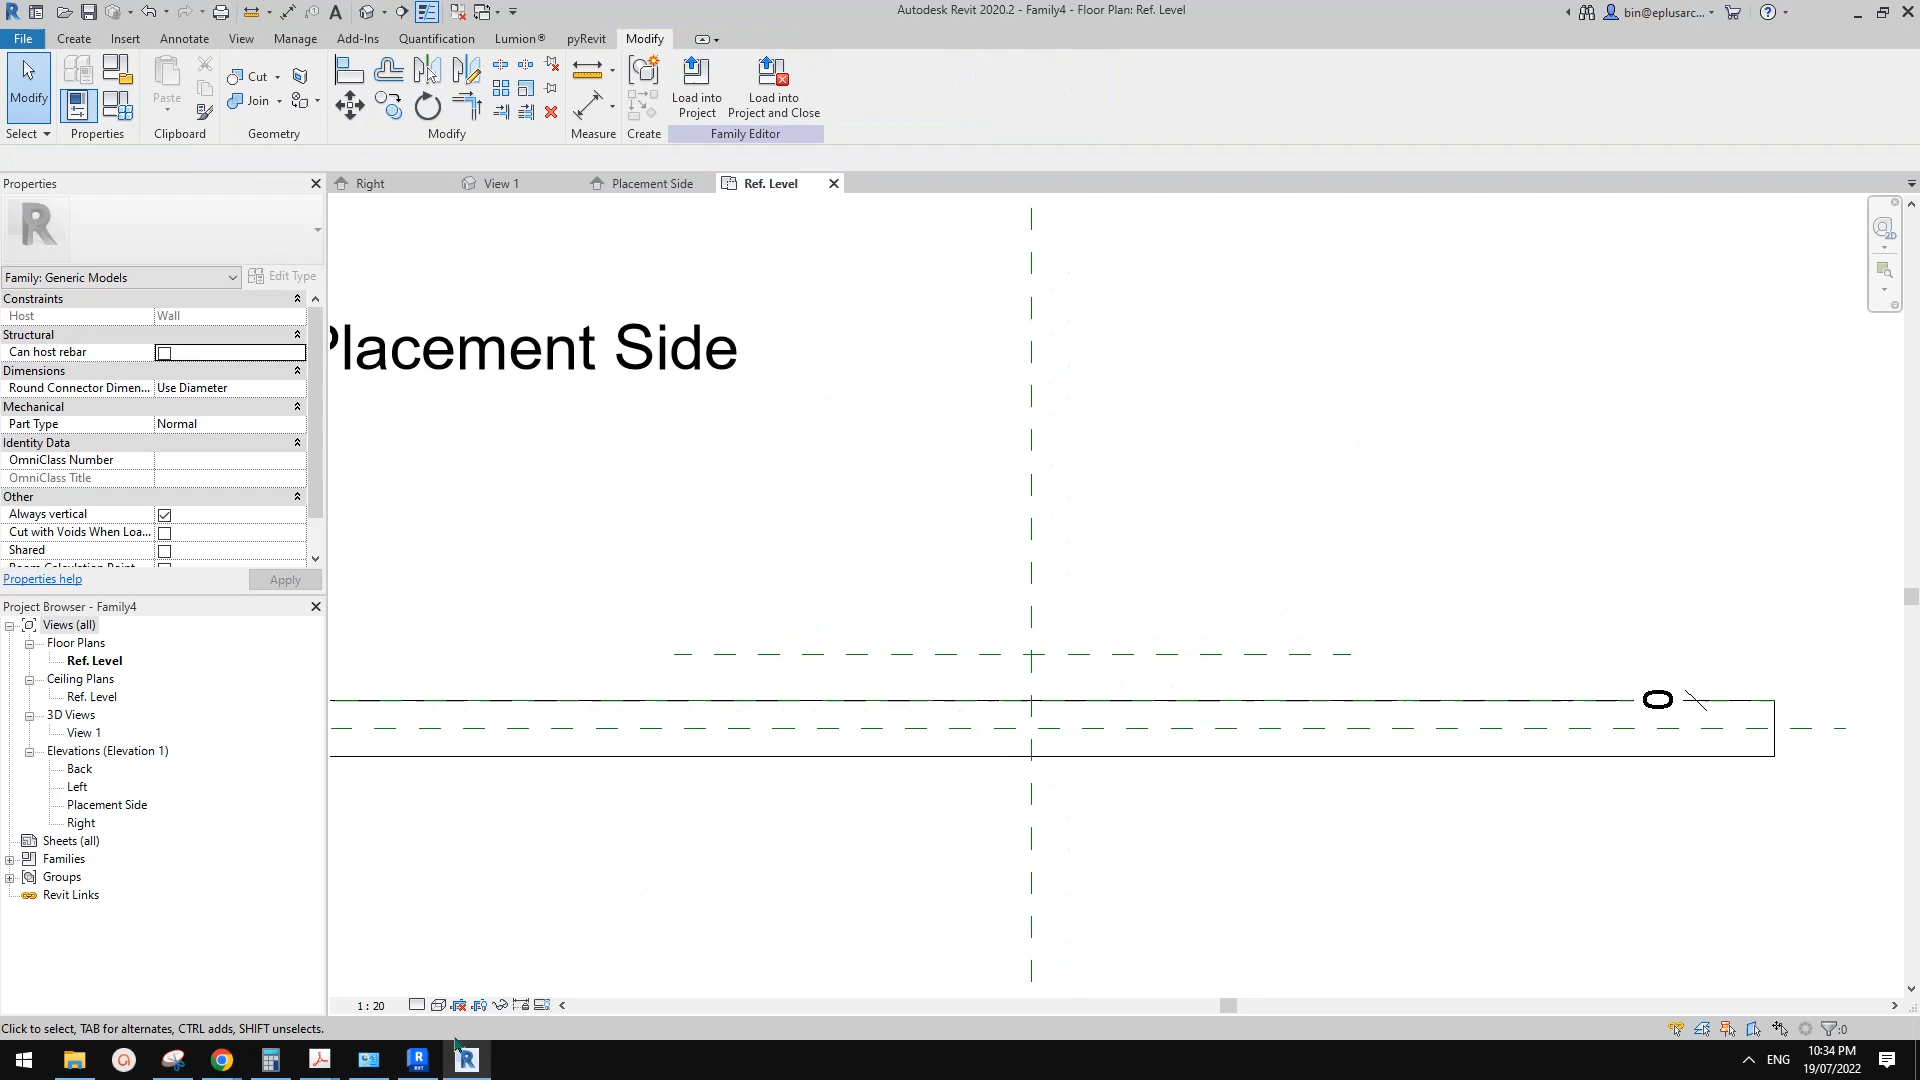 Autodesk Revit 2020.2 - Family4 - Floor Plan: Ref. Level
bin@eplusarc...
File Create Insert Annotate View Manage Add-Ins Quantification Lumion® pyRevit Modify
Modify
Paste
Cut
Join
Load into Project
Load into Project and Close
Select Properties Clipboard Geometry Modify Measure Create Family Editor
Properties
Right View 1 Placement Side Ref. Level
Family: Generic Models
Edit Type
Constraints
Host Wall
Structural
Can host rebar
Dimensions
Round Connector Dimen... Use Diameter
Mechanical
Part Type Normal
Identity Data
OmniClass Number
OmniClass Title
Other
Always vertical
Cut with Voids When Loa...
Shared
Properties help
Apply
Placement Side
Project Browser - Family4
Views (all)
Floor Plans
Ref. Level
Ceiling Plans
Ref. Level
3D Views
View 1
Elevations (Elevation 1)
Back
Left
Placement Side
Right
Sheets (all)
Families
Groups
Revit Links
0
1 : 20
Click to select, TAB for alternates, CTRL adds, SHIFT unselects.
:0
ENG
10:34 PM
19/07/2022